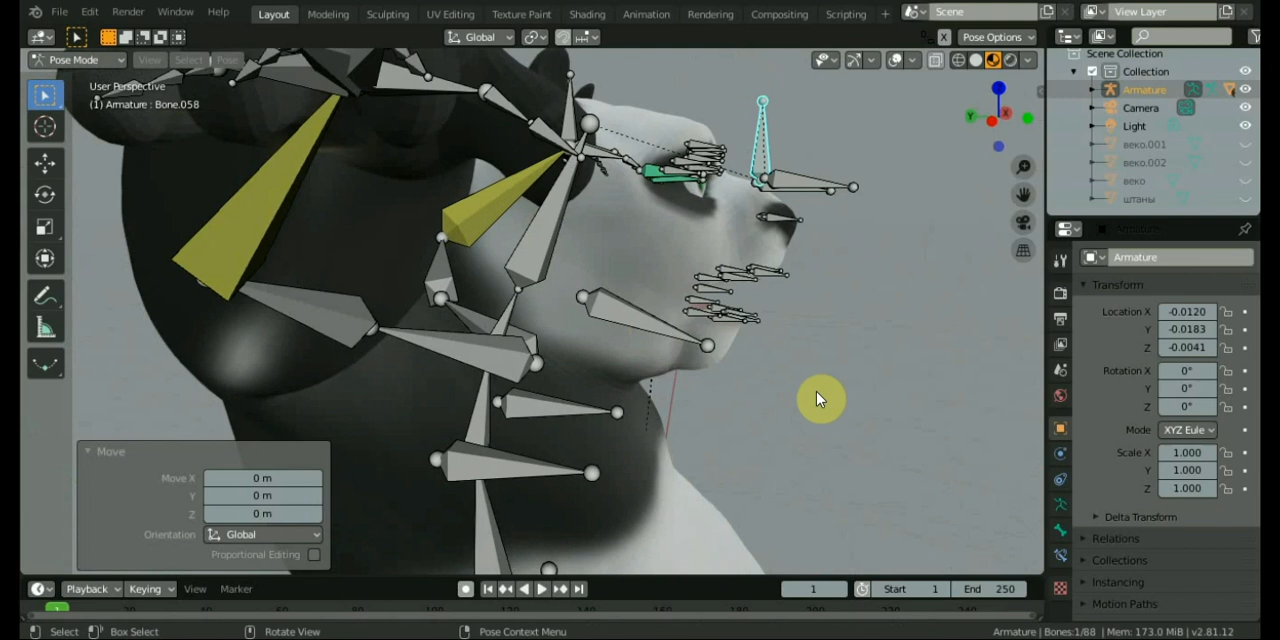 File Edit Render Window Help Layout Modeling Sculpting UV Editing Texture Paint Shading Animation Rendering Compositing Scripting + Scene View Layer
Global X Pose Options
Pose Mode View Select Pose
User Perspective
(1) Armature : Bone.058
Scene Collection
Collection
Armature
Camera
Light
веко.001
веко.002
веко
штаны
Armature
Armature
Transform
Location X -0.0120
Y -0.0183
Z -0.0041
Rotation X 0°
Y 0°
Z 0°
Mode XYZ Eule
Scale X 1.000
Y 1.000
Z 1.000
Delta Transform
Relations
Collections
Instancing
Motion Paths
Move
Move X 0 m
Y 0 m
Z 0 m
Orientation Global
Proportional Editing
Playback Keying View Marker 1 Start 1 End 250
Select Box Select Rotate View Pose Context Menu Armature | Bones:1/88 | Mem: 173.0 MiB | v2.81.12